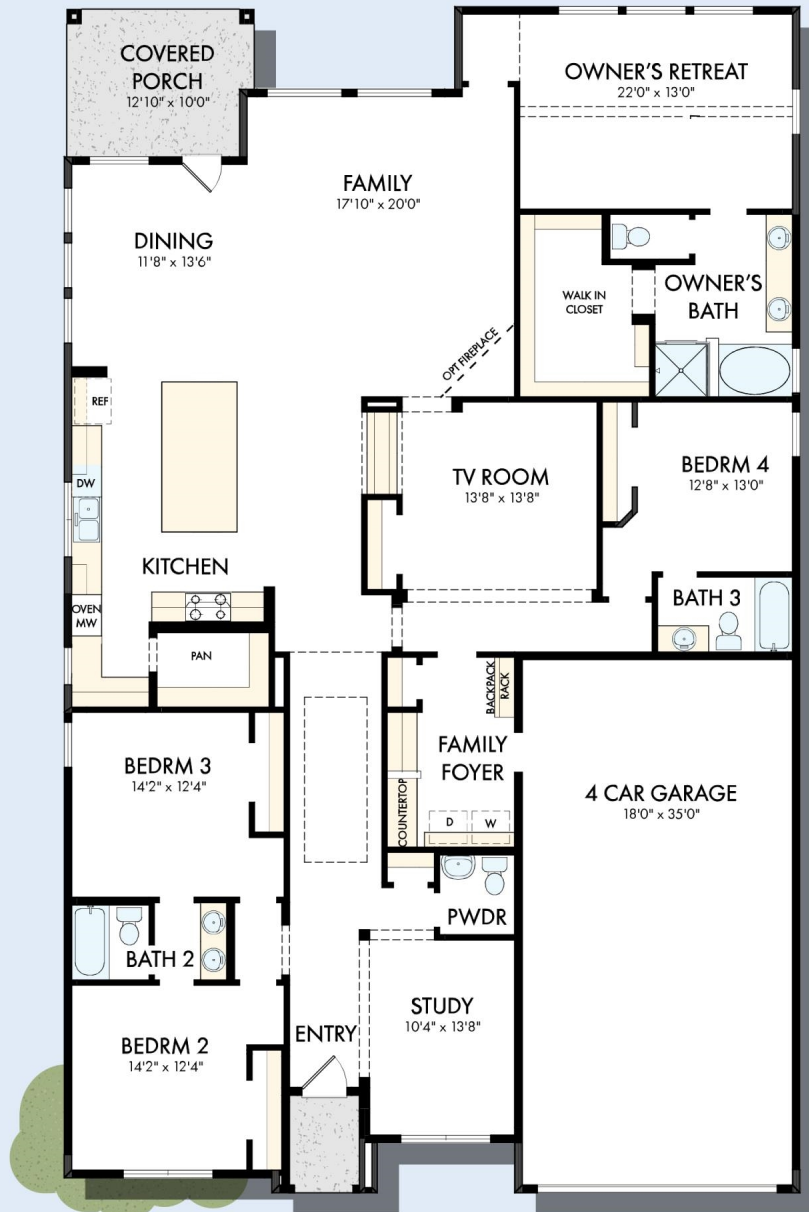 COVERED
PORCH
12'10" x 10'0"
OWNER'S RETREAT
22'0" x 13'0"
FAMILY
17'10" x 20'0"
DINING
11'8" x 13'6"
WALK IN
CLOSET
OWNER'S
BATH
OPT FIREPLACE
REF
DW
TV ROOM
13'8" x 13'8"
BEDRM 4
12'8" x 13'0"
KITCHEN
OVEN
MW
BATH 3
PAN
BACKPACK
RACK
FAMILY
FOYER
BEDRM 3
14'2" x 12'4"
COUNTERTOP
D
W
4 CAR GARAGE
18'0" x 35'0"
PWDR
BATH 2
STUDY
10'4" x 13'8"
ENTRY
BEDRM 2
14'2" x 12'4"